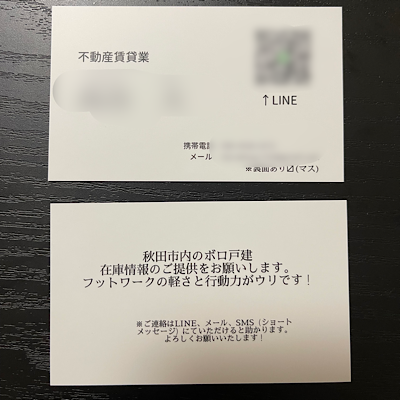 不動産賃貸業
↑LINE
携帯電話
メール
※裏面あり〼(マス)
秋田市内のボロ戸建
在庫情報のご提供をお願いします。
フットワークの軽さと行動力がウリです!
※ご連絡はLINE、メール、SMS(ショート
メッセージ)にていただけると助かります。
よろしくお願いいたします!